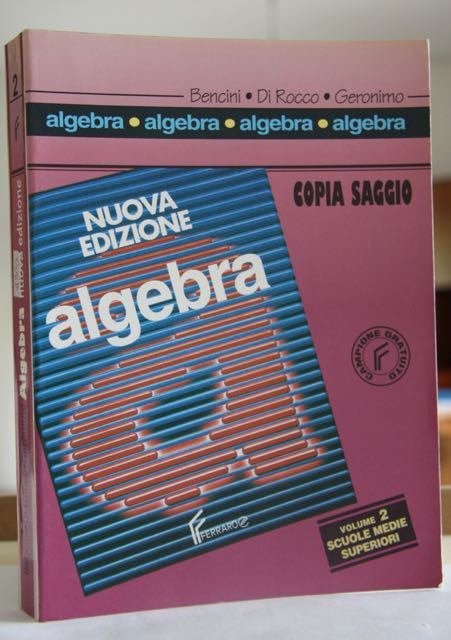 Bencini • Di Rocco • Geronimo
algebra • algebra • algebra • algebra
COPIA SAGGIO
NUOVA
EDIZIONE
algebra
CAMPIONE GRATUITO
FERRARO
VOLUME 2
SCUOLE MEDIE
SUPERIORI
2
Algebra
nuova edizione